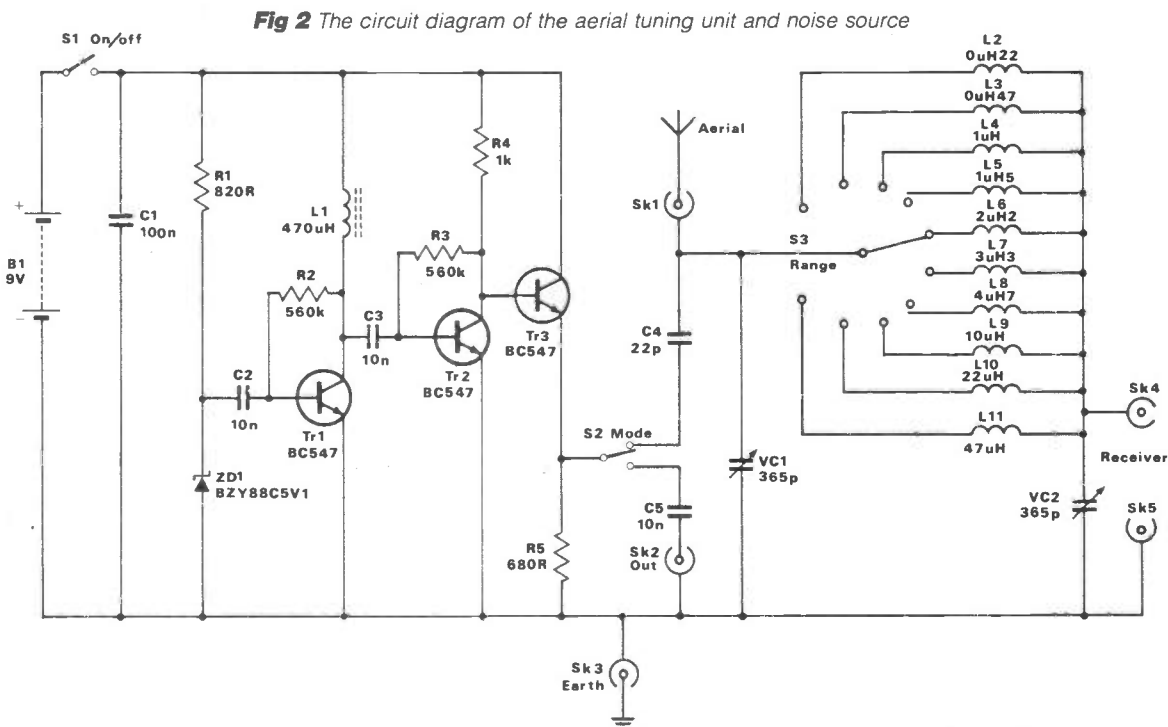 Fig 2 The circuit diagram of the aerial tuning unit and noise source
S1 On/off
C1
100n
B1
9V
+
−
R1
820R
ZD1
BZY88C5V1
C2
10n
R2
560k
L1
470uH
Tr1
BC547
C3
10n
R3
560k
Tr2
BC547
R4
1k
Tr3
BC547
R5
680R
S2 Mode
C4
22p
C5
10n
Sk2
Out
Sk3
Earth
Aerial
Sk1
VC1
365p
S3
Range
L2
0uH22
L3
0uH47
L4
1uH
L5
1uH5
L6
2uH2
L7
3uH3
L8
4uH7
L9
10uH
L10
22uH
L11
47uH
Sk4
Receiver
VC2
365p
Sk5